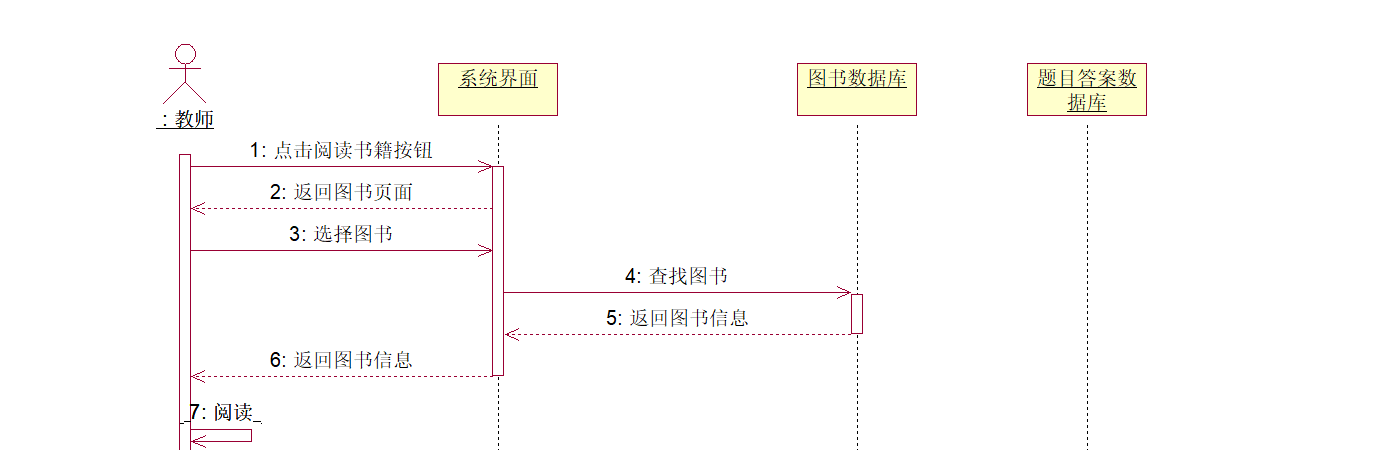 系统界面
图书数据库
题目答案数
据库
: 教师
1: 点击阅读书籍按钮
2: 返回图书页面
3: 选择图书
4: 查找图书
5: 返回图书信息
6: 返回图书信息
7: 阅读